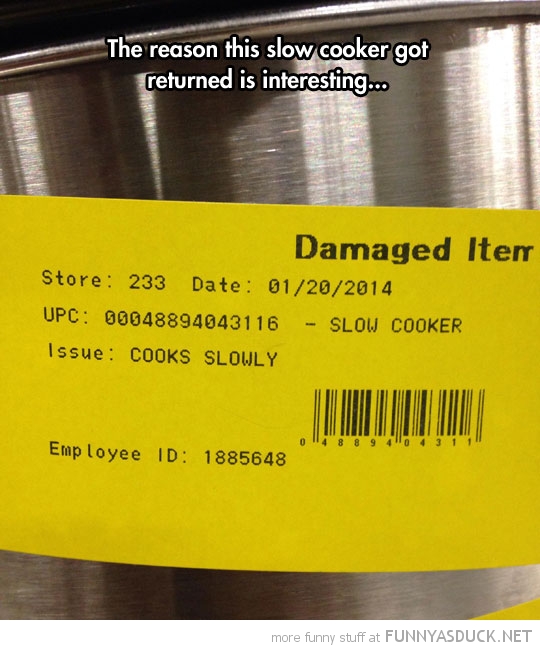 The reason this slow cooker got
returned is interesting...
Damaged Item
Store: 233 Date: 01/20/2014
UPC: 00048894043116 - SLOW COOKER
Issue: COOKS SLOWLY
0 48894 04311
Employee ID: 1885648
more funny stuff at FUNNYASDUCK.NET